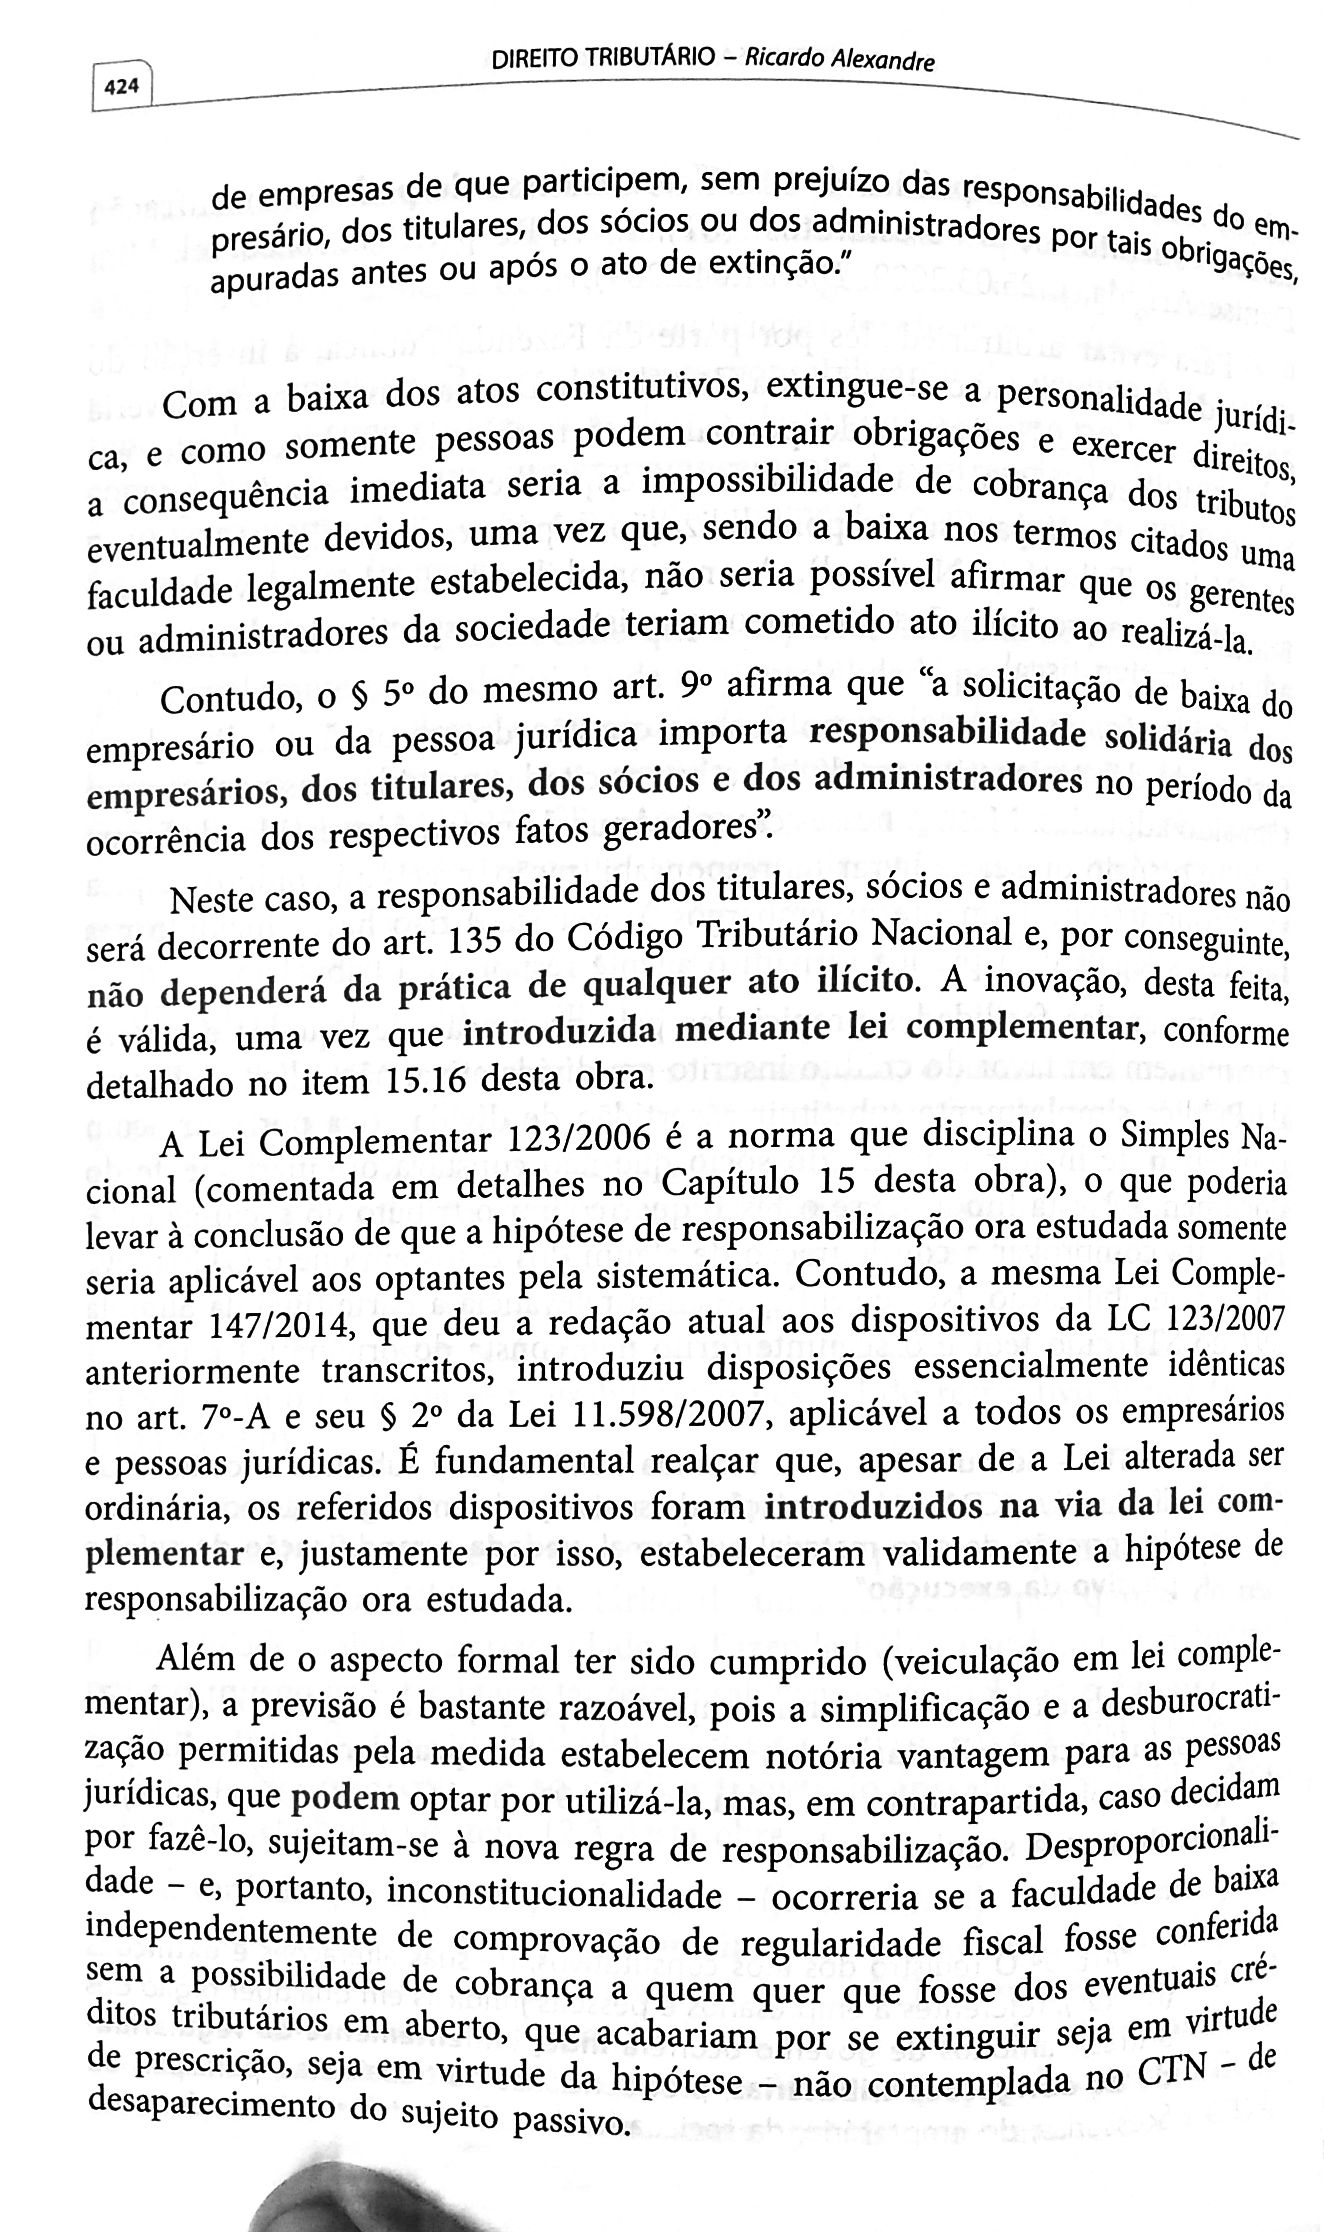 DIREITO TRIBUTÁRIO – Ricardo Alexandre
424
de empresas de que participem, sem prejuízo das responsabilidades do em-
presário, dos titulares, dos sócios ou dos administradores por tais obrigações,
apuradas antes ou após o ato de extinção."
Com a baixa dos atos constitutivos, extingue-se a personalidade jurídi-
ca, e como somente pessoas podem contrair obrigações e exercer direitos,
a consequência imediata seria a impossibilidade de cobrança dos tributos
eventualmente devidos, uma vez que, sendo a baixa nos termos citados uma
faculdade legalmente estabelecida, não seria possível afirmar que os gerentes
ou administradores da sociedade teriam cometido ato ilícito ao realizá-la.
Contudo, o § 5º do mesmo art. 9º afirma que “a solicitação de baixa do
empresário ou da pessoa jurídica importa responsabilidade solidária dos
empresários, dos titulares, dos sócios e dos administradores no período da
ocorrência dos respectivos fatos geradores”.
Neste caso, a responsabilidade dos titulares, sócios e administradores não
será decorrente do art. 135 do Código Tributário Nacional e, por conseguinte,
não dependerá da prática de qualquer ato ilícito. A inovação, desta feita,
é válida, uma vez que introduzida mediante lei complementar, conforme
detalhado no item 15.16 desta obra.
A Lei Complementar 123/2006 é a norma que disciplina o Simples Na-
cional (comentada em detalhes no Capítulo 15 desta obra), o que poderia
levar à conclusão de que a hipótese de responsabilização ora estudada somente
seria aplicável aos optantes pela sistemática. Contudo, a mesma Lei Comple-
mentar 147/2014, que deu a redação atual aos dispositivos da LC 123/2007
anteriormente transcritos, introduziu disposições essencialmente idênticas
no art. 7º-A e seu § 2º da Lei 11.598/2007, aplicável a todos os empresários
e pessoas jurídicas. É fundamental realçar que, apesar de a Lei alterada ser
ordinária, os referidos dispositivos foram introduzidos na via da lei com-
plementar e, justamente por isso, estabeleceram validamente a hipótese de
responsabilização ora estudada.
Além de o aspecto formal ter sido cumprido (veiculação em lei comple-
mentar), a previsão é bastante razoável, pois a simplificação e a desburocrati-
zação permitidas pela medida estabelecem notória vantagem para as pessoas
jurídicas, que podem optar por utilizá-la, mas, em contrapartida, caso decidam
por fazê-lo, sujeitam-se à nova regra de responsabilização. Desproporcionali-
dade – e, portanto, inconstitucionalidade – ocorreria se a faculdade de baixa
independentemente de comprovação de regularidade fiscal fosse conferida
sem a possibilidade de cobrança a quem quer que fosse dos eventuais cré-
ditos tributários em aberto, que acabariam por se extinguir seja em virtude
de prescrição, seja em virtude da hipótese – não contemplada no CTN – de
desaparecimento do sujeito passivo.